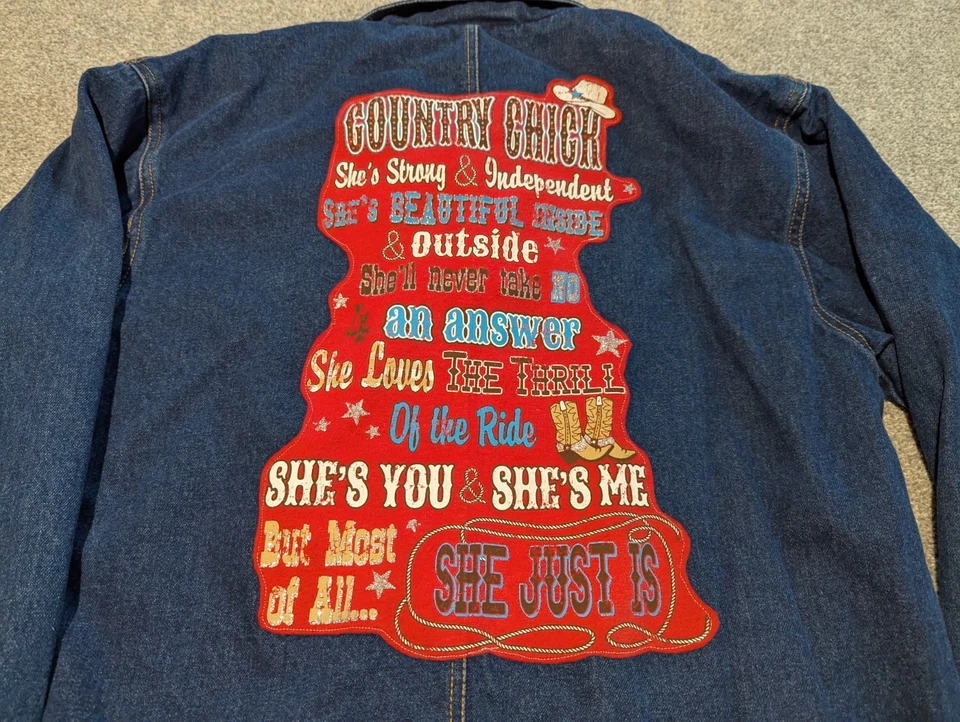 COUNTRY CHICK
She's Strong & Independent
SHE'S BEAUTIFUL INSIDE
& outside
She'll never take NO
an answer
She Loves THE THRILL
Of the Ride
SHE'S YOU & SHE'S ME
But Most
of All...
SHE JUST IS